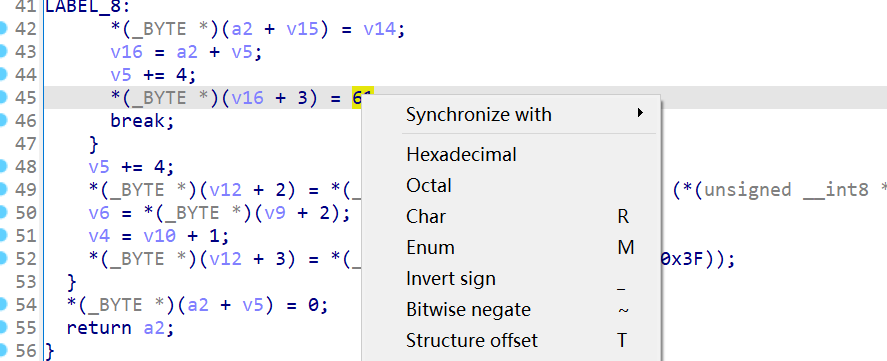 41 LABEL_8:
42 *(_BYTE *)(a2 + v15) = v14;
43 v16 = a2 + v5;
44 v5 += 4;
45 *(_BYTE *)(v16 + 3) = 61
46 break;
47 }
48 v5 += 4;
49 *(_BYTE *)(v12 + 2) = *(_ (*(unsigned __int8 *
50 v6 = *(_BYTE *)(v9 + 2);
51 v4 = v10 + 1;
52 *(_BYTE *)(v12 + 3) = *(_ 0x3F));
53 }
54 *(_BYTE *)(a2 + v5) = 0;
55 return a2;
56 }
Synchronize with
Hexadecimal
Octal
Char R
Enum M
Invert sign _
Bitwise negate ~
Structure offset T